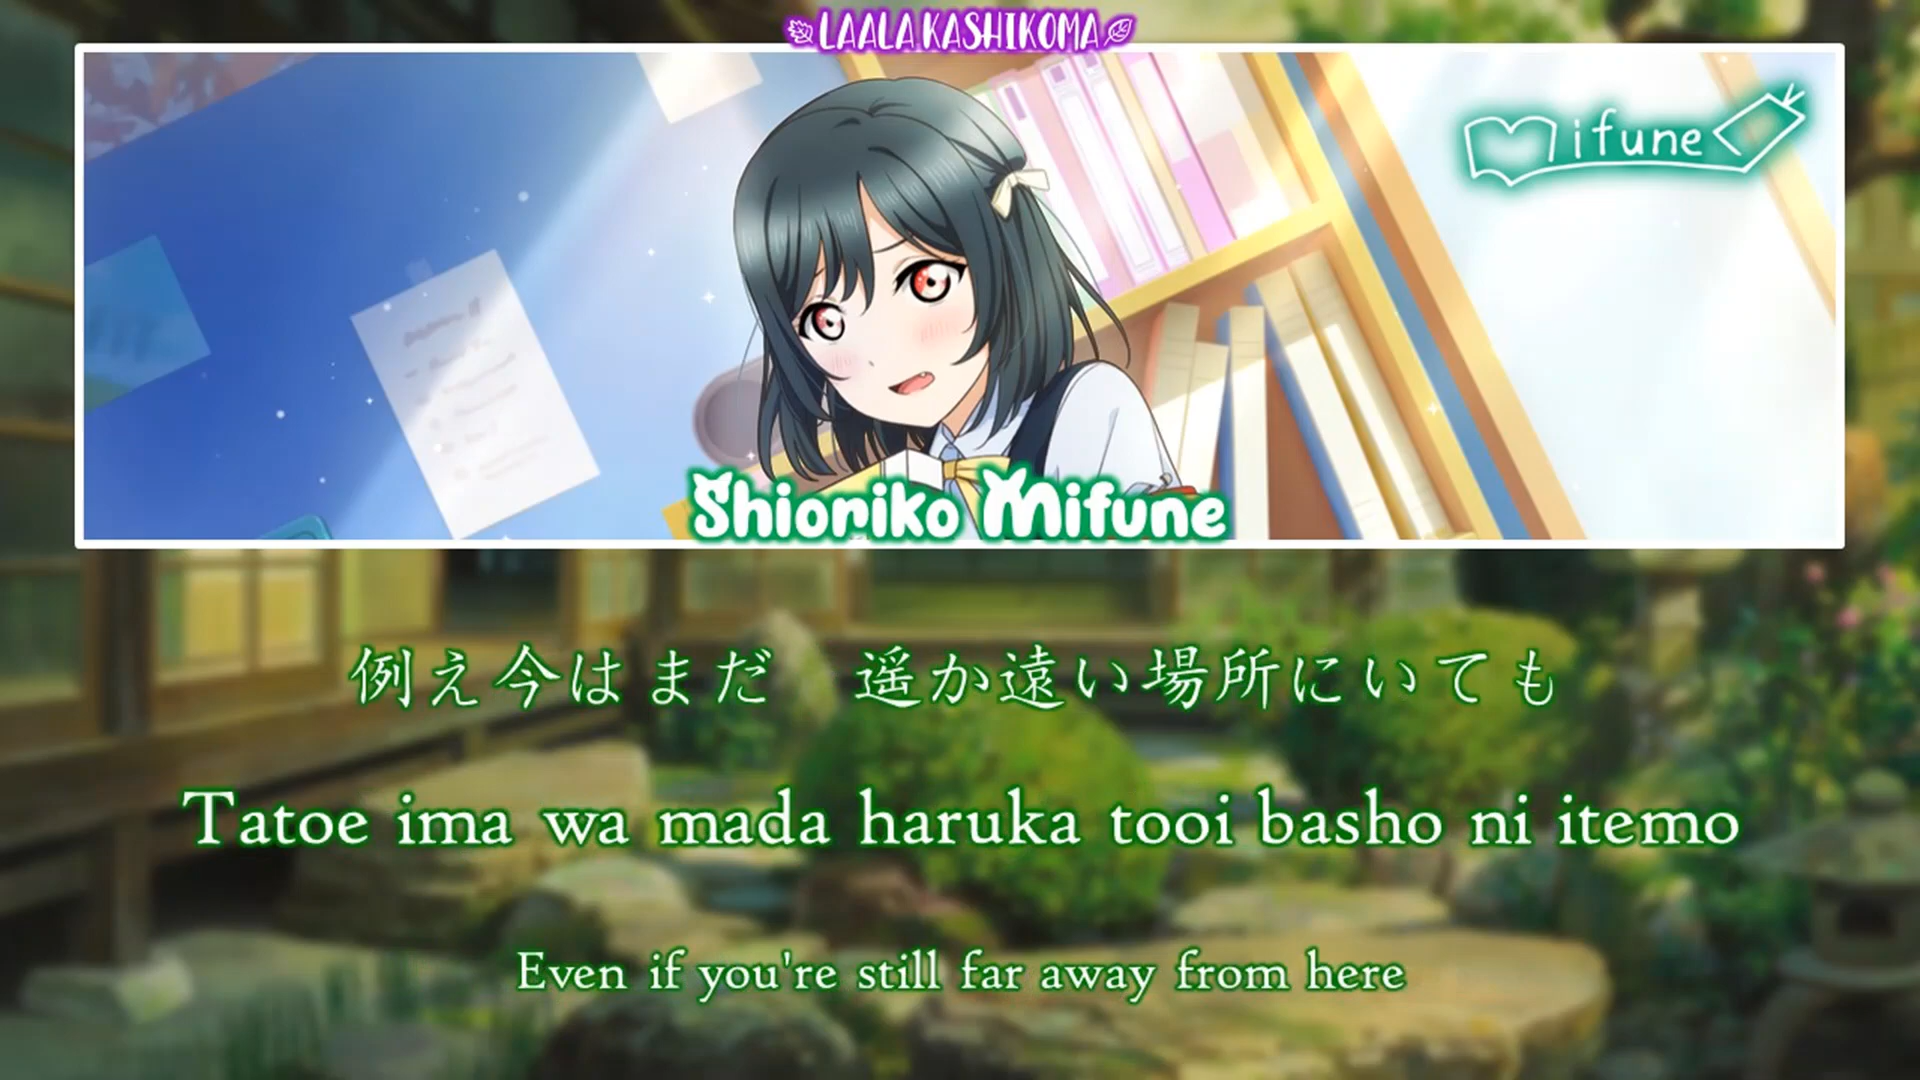 LAALA KASHIKOMA
Mifune
Shioriko Mifune
例え今はまだ　遥か遠い場所にいても
Tatoe ima wa mada haruka tooi basho ni itemo
Even if you're still far away from here